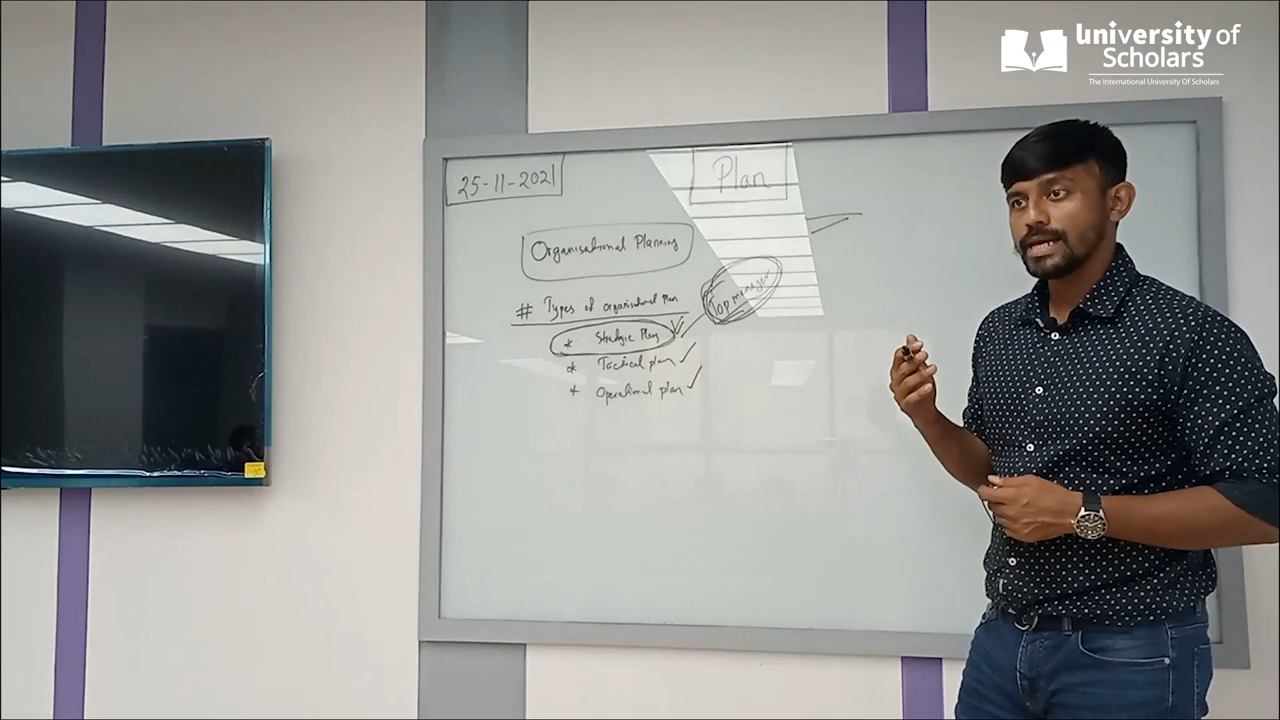 University of
Scholars
The International University Of Scholars
25-11-2021
Plan
Organisational Planning
# Types of organisational plan
Top manager
* Strategic Plan
* Tactical plan
* Operational plan